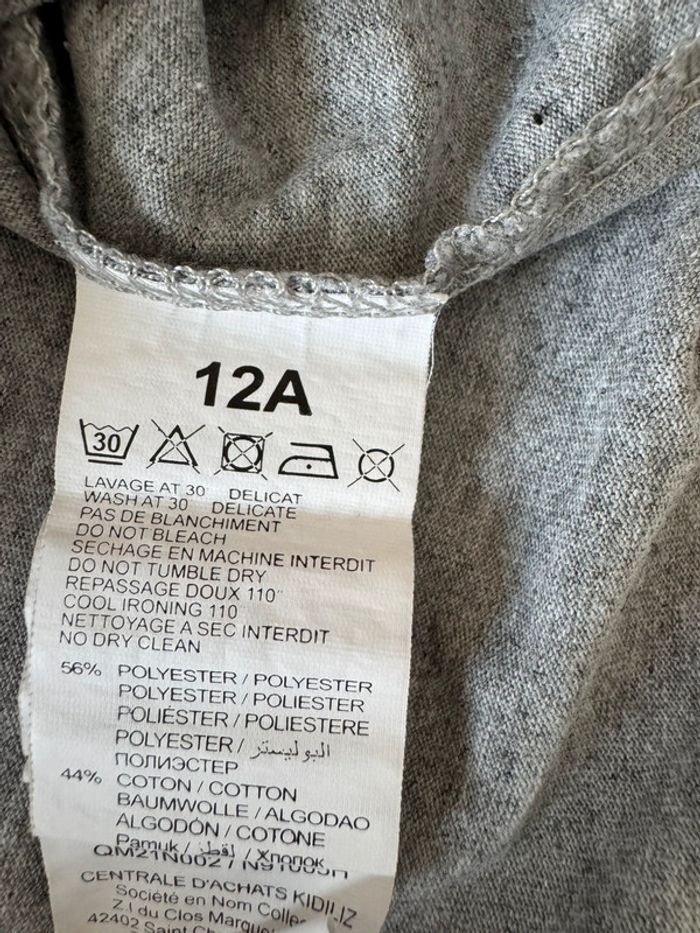 12A
30
LAVAGE AT 30° DELICAT
WASH AT 30 DELICATE
PAS DE BLANCHIMENT
DO NOT BLEACH
SECHAGE EN MACHINE INTERDIT
DO NOT TUMBLE DRY
REPASSAGE DOUX 110°
COOL IRONING 110
NETTOYAGE A SEC INTERDIT
NO DRY CLEAN
56% POLYESTER / POLYESTER
POLYESTER / POLIESTER
POLIÉSTER / POLIESTERE
POLYESTER / البوليستر
ПОЛИЭСТЕР
44% COTON / COTTON
BAUMWOLLE / ALGODAO
ALGODÓN / COTONE
Pamuk / لقطن / Хлопок
QM21N002 /
CENTRALE D'ACHATS KIDILIZ
Société en Nom
Z.I du Clos
42402 Saint